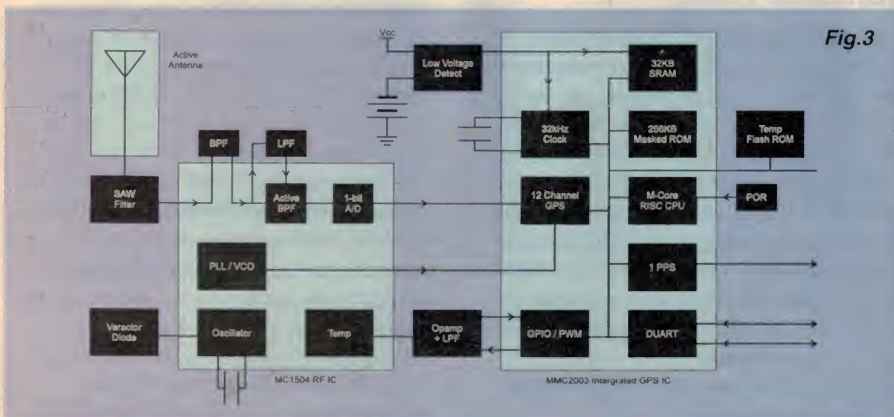 Fig.3
Active
Antenna
Vcc
Low Voltage
Detect
32KB
SRAM
BPF
LPF
32kHz
Clock
256KB
Masked ROM
Temp
Flash ROM
SAW
Filter
Active
BPF
1-bit
A/D
12 Channel
GPS
M-Core
RISC CPU
POR
PLL / VCO
1 PPS
Varactor
Diode
Oscillator
Temp
Opamp
+ LPF
GPIO / PWM
DUART
MC1504 RF IC
MMC2003 Intergrated GPS IC